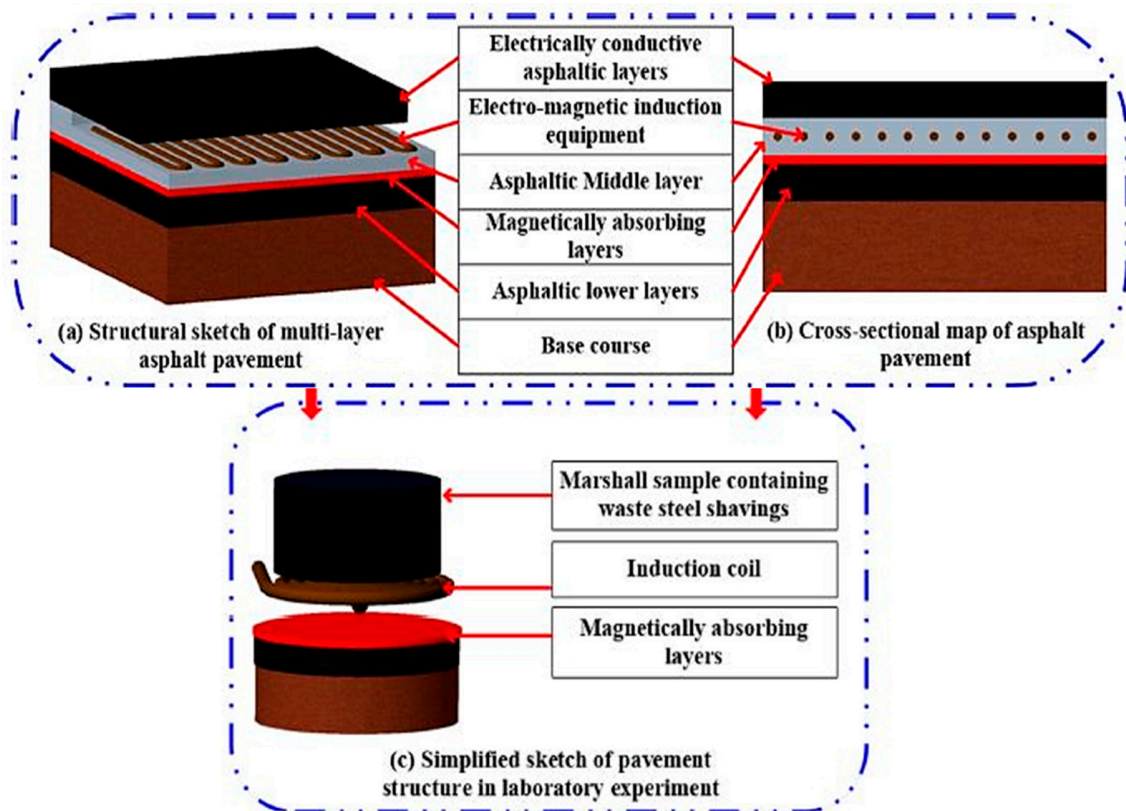 Electrically conductive
asphaltic layers
Electro-magnetic induction
equipment
Asphaltic Middle layer
Magnetically absorbing
layers
Asphaltic lower layers
Base course
(a) Structural sketch of multi-layer
asphalt pavement
(b) Cross-sectional map of asphalt
pavement
Marshall sample containing
waste steel shavings
Induction coil
Magnetically absorbing
layers
(c) Simplified sketch of pavement
structure in laboratory experiment